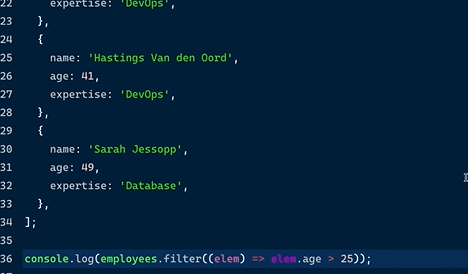 22 expertise: 'DevOps',
23 },
24 {
25 name: 'Hastings Van den Oord',
26 age: 41,
27 expertise: 'DevOps',
28 },
29 {
30 name: 'Sarah Jessopp',
31 age: 49,
32 expertise: 'Database',
33 },
34 ];
35
36 console.log(employees.filter((elem) => elem.age > 25));